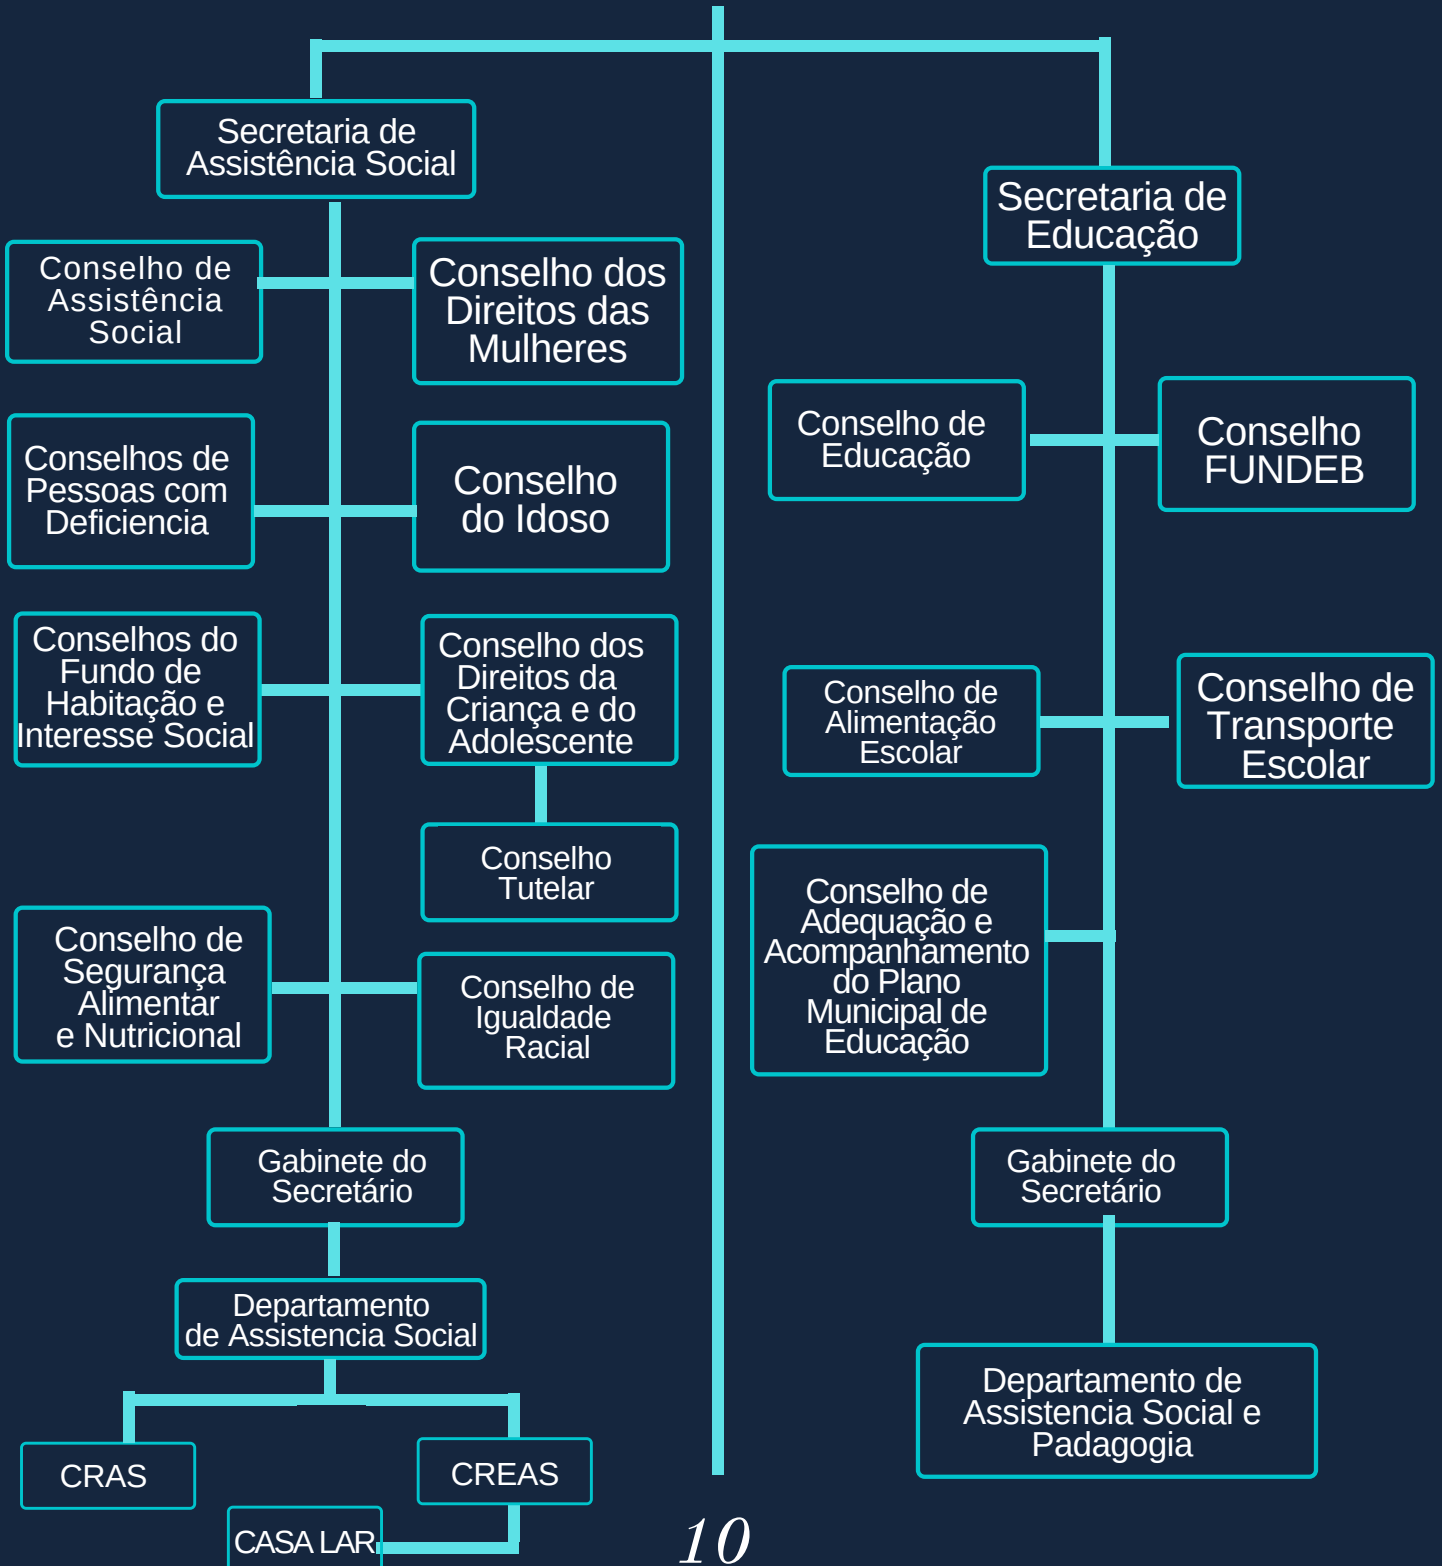 Secretaria de
Assistência Social
Conselho de
Assistência
Social
Conselho dos
Direitos das
Mulheres
Conselhos de
Pessoas com
Deficiencia
Conselho
do Idoso
Conselhos do
Fundo de
Habitação e
Interesse Social
Conselho dos
Direitos da
Criança e do
Adolescente
Conselho
Tutelar
Conselho de
Segurança
Alimentar
e Nutricional
Conselho de
Igualdade
Racial
Gabinete do
Secretário
Departamento
de Assistencia Social
CRAS
CREAS
CASA LAR
Secretaria de
Educação
Conselho de
Educação
Conselho
FUNDEB
Conselho de
Alimentação
Escolar
Conselho de
Transporte
Escolar
Conselho de
Adequação e
Acompanhamento
do Plano
Municipal de
Educação
Gabinete do
Secretário
Departamento de
Assistencia Social e
Padagogia
10